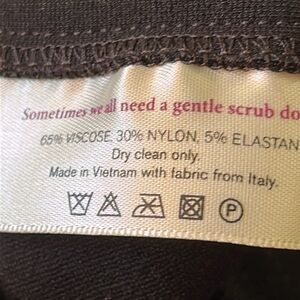 Sometimes we all need a gentle scrub do
65% VISCOSE, 30% NYLON, 5% ELASTAN
Dry clean only.
Made in Vietnam with fabric from Italy.
P